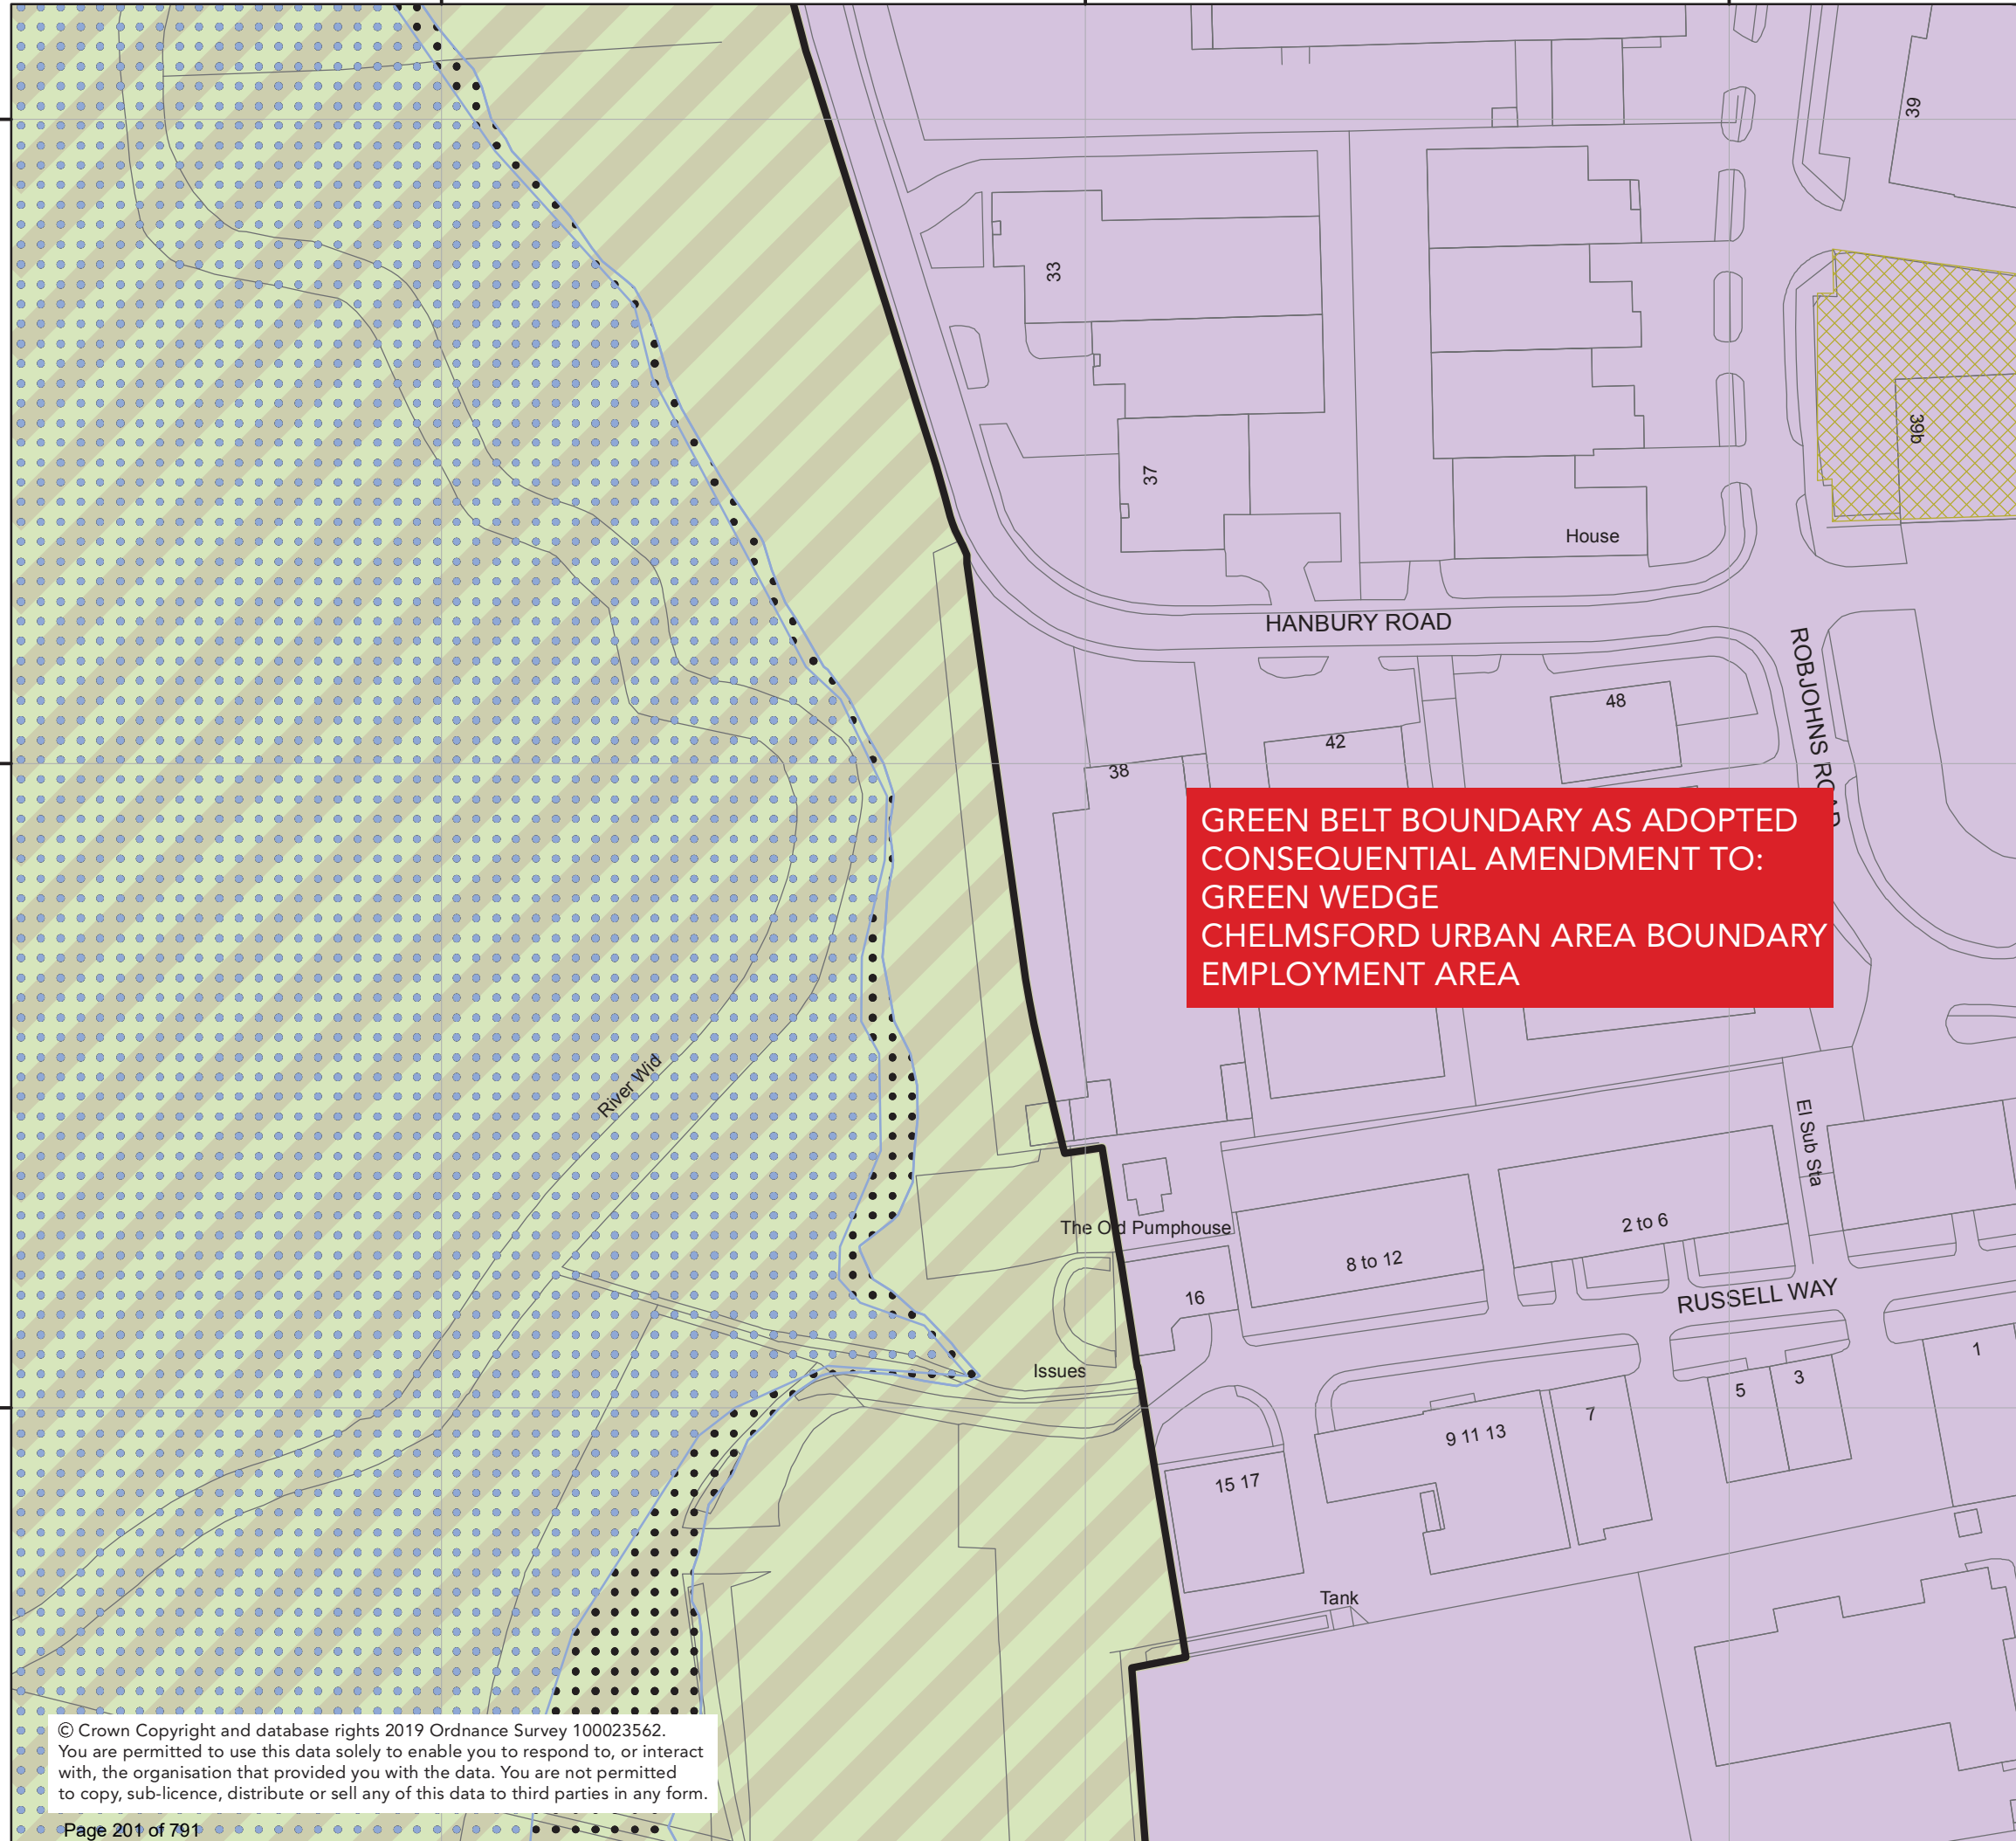 39
33
39b
37
House
HANBURY ROAD
ROBJOHNS ROAD
48
42
38
GREEN BELT BOUNDARY AS ADOPTED
CONSEQUENTIAL AMENDMENT TO:
GREEN WEDGE
CHELMSFORD URBAN AREA BOUNDARY
EMPLOYMENT AREA
River Wid
El Sub Sta
The Old Pumphouse
2 to 6
8 to 12
16
RUSSELL WAY
Issues
1
3
5
7
9 11 13
15 17
Tank
© Crown Copyright and database rights 2019 Ordnance Survey 100023562.
You are permitted to use this data solely to enable you to respond to, or interact
with, the organisation that provided you with the data. You are not permitted
to copy, sub-licence, distribute or sell any of this data to third parties in any form.
Page 201 of 791